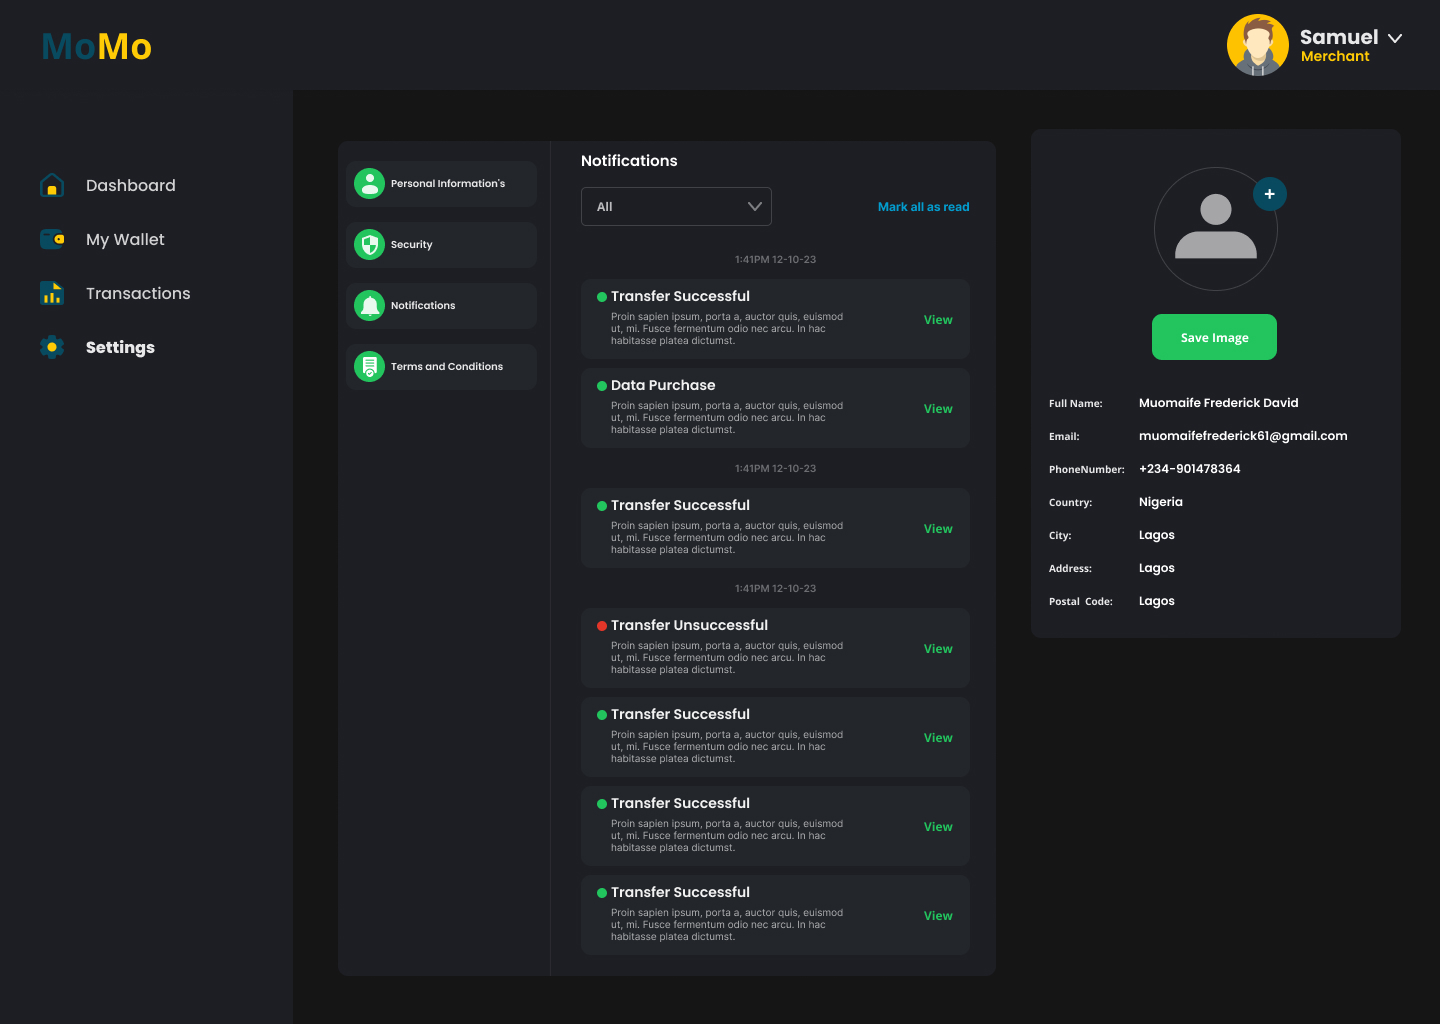 MoMo
Samuel
Merchant
Dashboard
My Wallet
Transactions
Settings
Personal Information's
Security
Notifications
Terms and Conditions
Notifications
All
Mark all as read
1:41PM 12-10-23
Transfer Successful
Proin sapien ipsum, porta a, auctor quis, euismod
ut, mi. Fusce fermentum odio nec arcu. In hac
habitasse platea dictumst.
View
Data Purchase
Proin sapien ipsum, porta a, auctor quis, euismod
ut, mi. Fusce fermentum odio nec arcu. In hac
habitasse platea dictumst.
View
1:41PM 12-10-23
Transfer Successful
Proin sapien ipsum, porta a, auctor quis, euismod
ut, mi. Fusce fermentum odio nec arcu. In hac
habitasse platea dictumst.
View
1:41PM 12-10-23
Transfer Unsuccessful
Proin sapien ipsum, porta a, auctor quis, euismod
ut, mi. Fusce fermentum odio nec arcu. In hac
habitasse platea dictumst.
View
Transfer Successful
Proin sapien ipsum, porta a, auctor quis, euismod
ut, mi. Fusce fermentum odio nec arcu. In hac
habitasse platea dictumst.
View
Transfer Successful
Proin sapien ipsum, porta a, auctor quis, euismod
ut, mi. Fusce fermentum odio nec arcu. In hac
habitasse platea dictumst.
View
Transfer Successful
Proin sapien ipsum, porta a, auctor quis, euismod
ut, mi. Fusce fermentum odio nec arcu. In hac
habitasse platea dictumst.
View
+
Save Image
Full Name: Muomaife Frederick David
Email: muomaifefrederick61@gmail.com
PhoneNumber: +234-901478364
Country: Nigeria
City: Lagos
Address: Lagos
Postal Code: Lagos